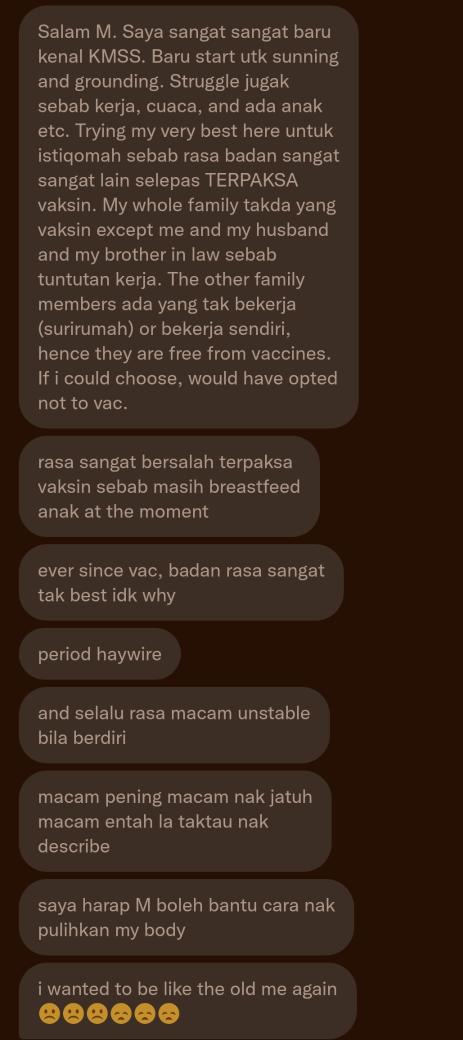 Salam M. Saya sangat sangat baru
kenal KMSS. Baru start utk sunning
and grounding. Struggle jugak
sebab kerja, cuaca, and ada anak
etc. Trying my very best here untuk
istiqomah sebab rasa badan sangat
sangat lain selepas TERPAKSA
vaksin. My whole family takda yang
vaksin except me and my husband
and my brother in law sebab
tuntutan kerja. The other family
members ada yang tak bekerja
(surirumah) or bekerja sendiri,
hence they are free from vaccines.
If i could choose, would have opted
not to vac.
rasa sangat bersalah terpaksa
vaksin sebab masih breastfeed
anak at the moment
ever since vac, badan rasa sangat
tak best idk why
period haywire
and selalu rasa macam unstable
bila berdiri
macam pening macam nak jatuh
macam entah la taktau nak
describe
saya harap M boleh bantu cara nak
pulihkan my body
i wanted to be like the old me again
☹️☹️☹️😞😞😞